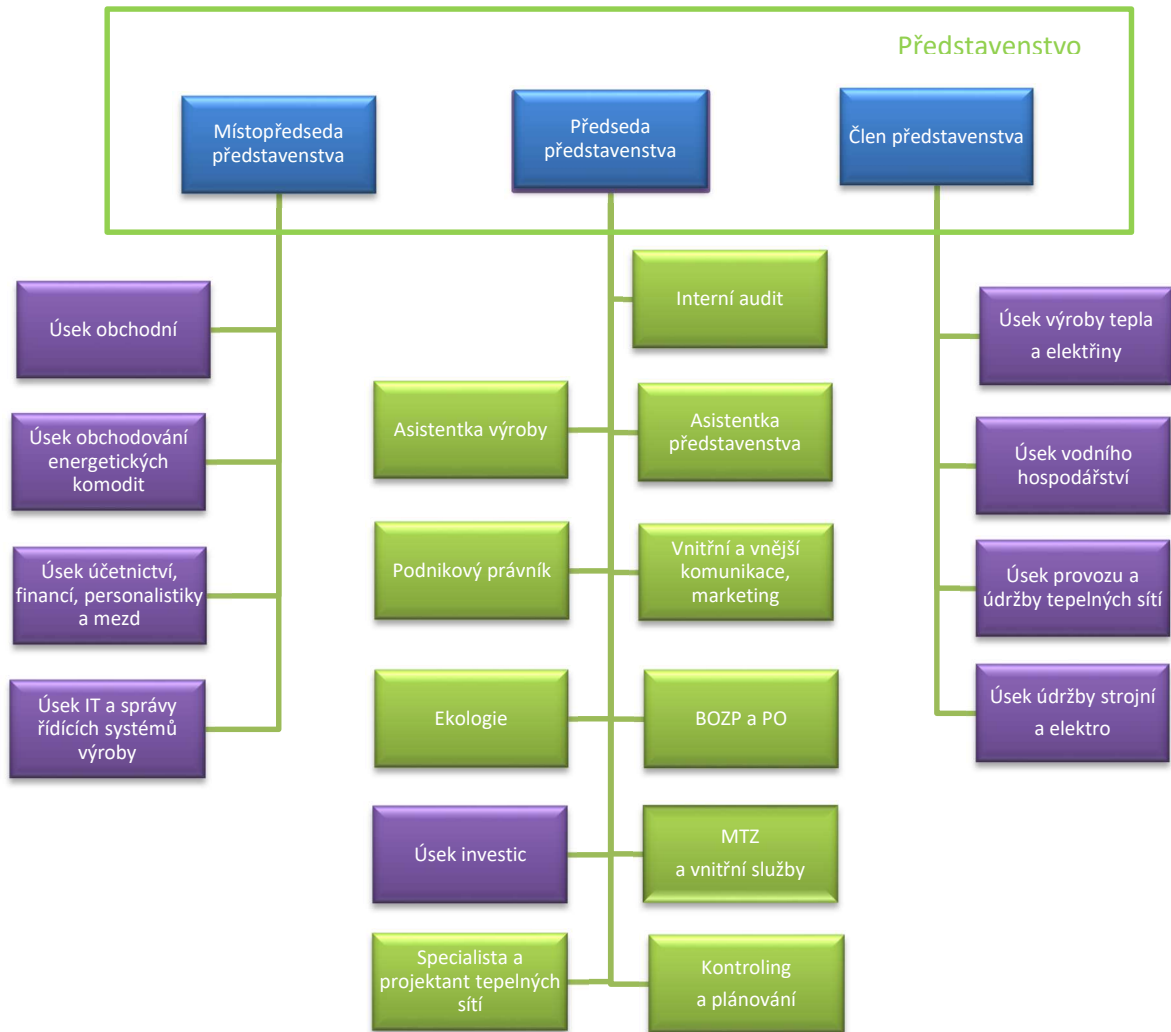 Představenstvo
Místopředseda
představenstva
Předseda
představenstva
Člen představenstva
Úsek obchodní
Úsek obchodování
energetických
komodit
Úsek účetnictví,
financí, personalistiky
a mezd
Úsek IT a správy
řídících systémů
výroby
Interní audit
Asistentka výroby
Asistentka
představenstva
Podnikový právník
Vnitřní a vnější
komunikace,
marketing
Ekologie
BOZP a PO
Úsek investic
MTZ
a vnitřní služby
Specialista a
projektant tepelných
sítí
Kontroling
a plánování
Úsek výroby tepla
a elektřiny
Úsek vodního
hospodářství
Úsek provozu a
údržby tepelných sítí
Úsek údržby strojní
a elektro